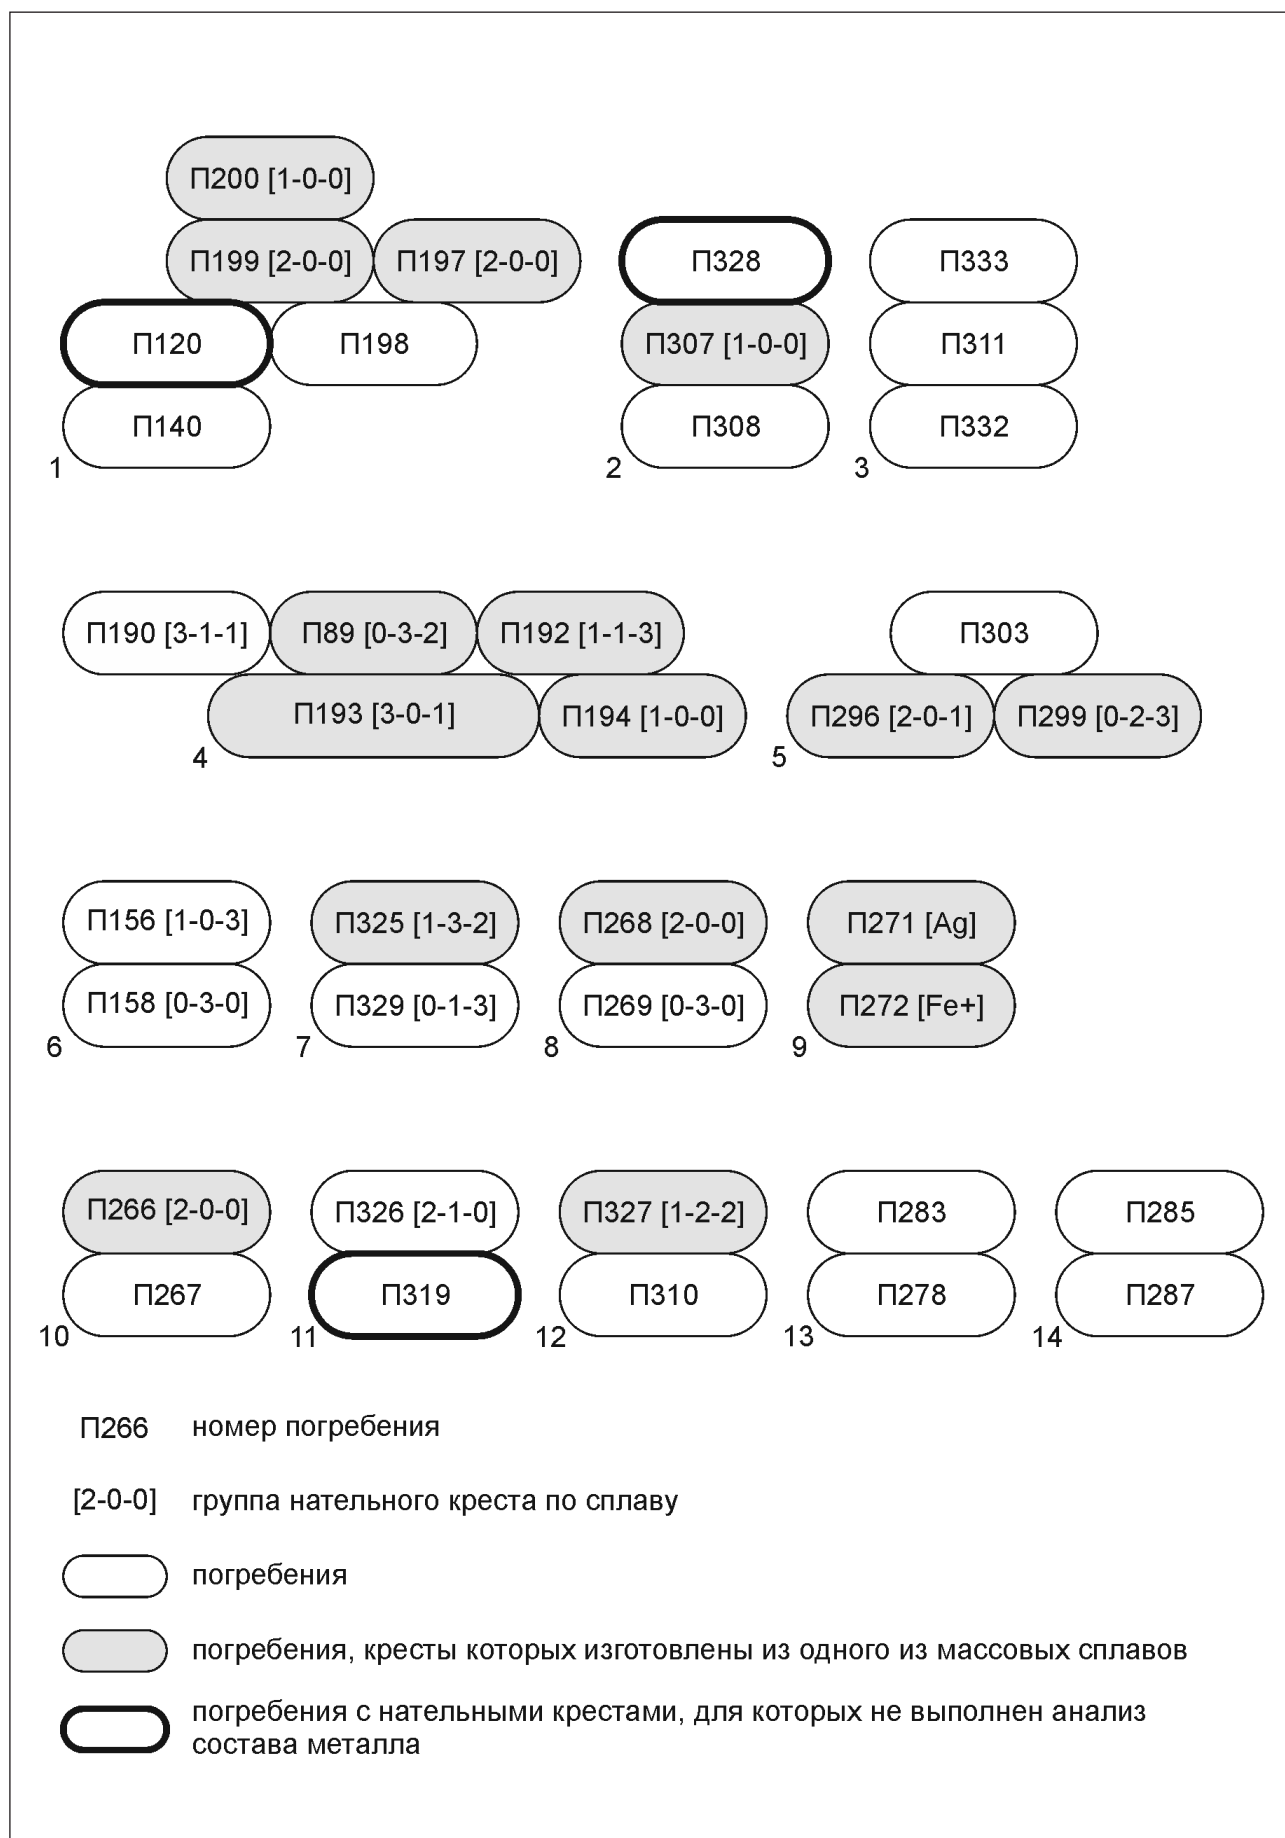 П200 [1-0-0]
П199 [2-0-0] П197 [2-0-0] П328 П333
П120 П198 П307 [1-0-0] П311
П140 П308 П332
1 2 3
П190 [3-1-1] П89 [0-3-2] П192 [1-1-3] П303
П193 [3-0-1] П194 [1-0-0] П296 [2-0-1] П299 [0-2-3]
4 5
П156 [1-0-3] П325 [1-3-2] П268 [2-0-0] П271 [Ag]
П158 [0-3-0] П329 [0-1-3] П269 [0-3-0] П272 [Fe+]
6 7 8 9
П266 [2-0-0] П326 [2-1-0] П327 [1-2-2] П283 П285
П267 П319 П310 П278 П287
10 11 12 13 14
П266 номер погребения
[2-0-0] группа нательного креста по сплаву
погребения
погребения, кресты которых изготовлены из одного из массовых сплавов
погребения с нательными крестами, для которых не выполнен анализ
состава металла